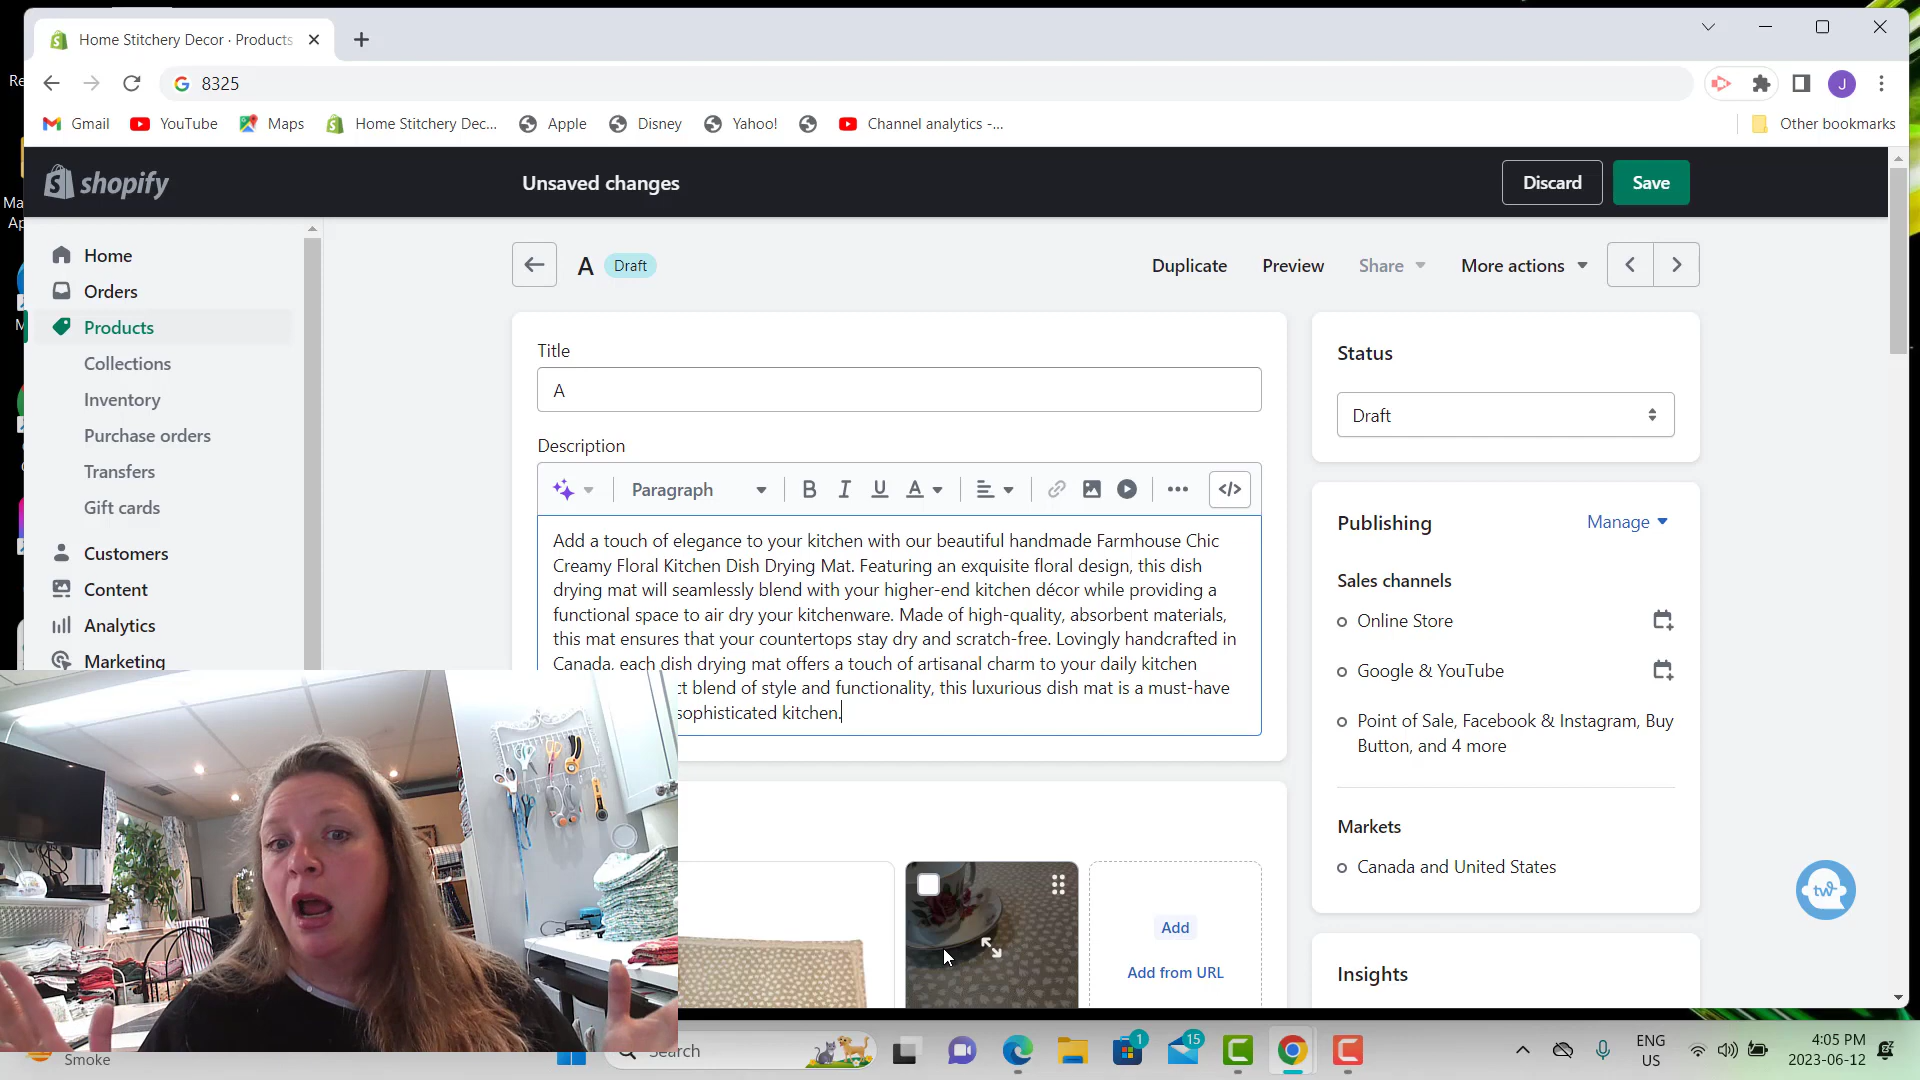 Home Stitchery Decor · Products
8325
Gmail YouTube Maps Home Stitchery Dec... Apple Disney Yahoo! Channel analytics -... Other bookmarks
shopify Unsaved changes Discard Save
Home
Orders
Products
Collections
Inventory
Purchase orders
Transfers
Gift cards
Customers
Content
Analytics
Marketing
A Draft Duplicate Preview Share More actions
Title
A
Description
Paragraph B I U A
Add a touch of elegance to your kitchen with our beautiful handmade Farmhouse Chic
Creamy Floral Kitchen Dish Drying Mat. Featuring an exquisite floral design, this dish
drying mat will seamlessly blend with your higher-end kitchen décor while providing a
functional space to air dry your kitchenware. Made of high-quality, absorbent materials,
this mat ensures that your countertops stay dry and scratch-free. Lovingly handcrafted in
Canada, each dish drying mat offers a touch of artisanal charm to your daily kitchen
blend of style and functionality, this luxurious dish mat is a must-have
sophisticated kitchen.
Add
Add from URL
Status
Draft
Publishing Manage
Sales channels
Online Store
Google & YouTube
Point of Sale, Facebook & Instagram, Buy
Button, and 4 more
Markets
Canada and United States
Insights
tw
J
Smoke
Search
1
15
ENG
US
4:05 PM
2023-06-12